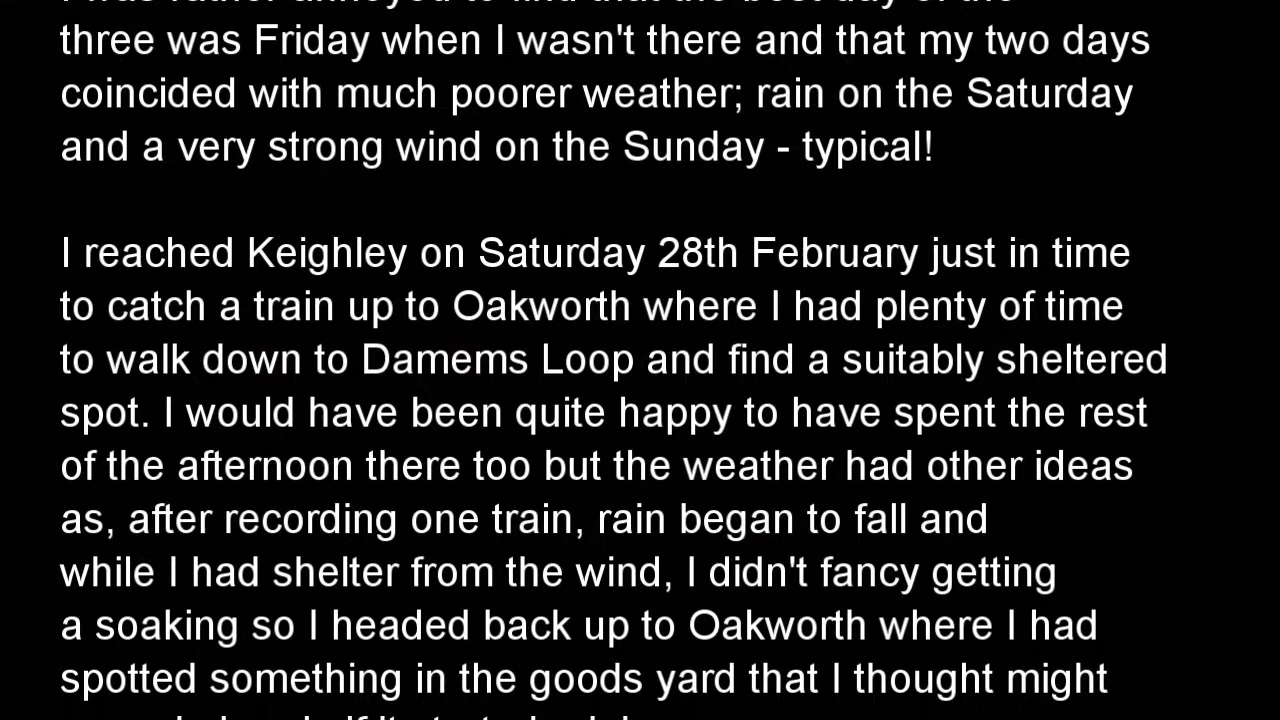 three was Friday when I wasn't there and that my two days
coincided with much poorer weather; rain on the Saturday
and a very strong wind on the Sunday - typical!
I reached Keighley on Saturday 28th February just in time
to catch a train up to Oakworth where I had plenty of time
to walk down to Damems Loop and find a suitably sheltered
spot. I would have been quite happy to have spent the rest
of the afternoon there too but the weather had other ideas
as, after recording one train, rain began to fall and
while I had shelter from the wind, I didn't fancy getting
a soaking so I headed back up to Oakworth where I had
spotted something in the goods yard that I thought might